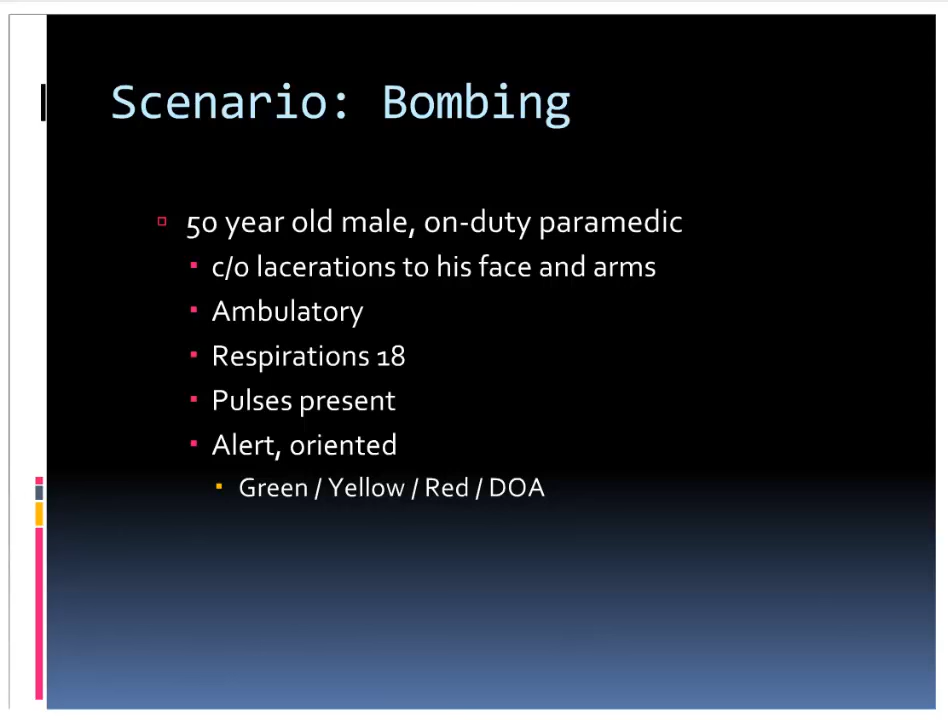 Scenario: Bombing
50 year old male, on-duty paramedic
c/o lacerations to his face and arms
Ambulatory
Respirations 18
Pulses present
Alert, oriented
Green / Yellow / Red / DOA